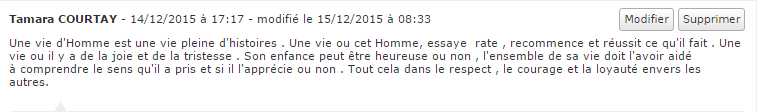 Tamara COURTAY - 14/12/2015 à 17:17 - modifié le 15/12/2015 à 08:33 Modifier Supprimer
Une vie d'Homme est une vie pleine d'histoires . Une vie ou cet Homme, essaye  rate , recommence et réussit ce qu'il fait . Une
vie ou il y a de la joie et de la tristesse . Son enfance peut être heureuse ou non , l'ensemble de sa vie doit l'avoir aidé
à comprendre le sens qu'il a pris et si il l'apprécie ou non . Tout cela dans le respect , le courage et la loyauté envers les
autres.